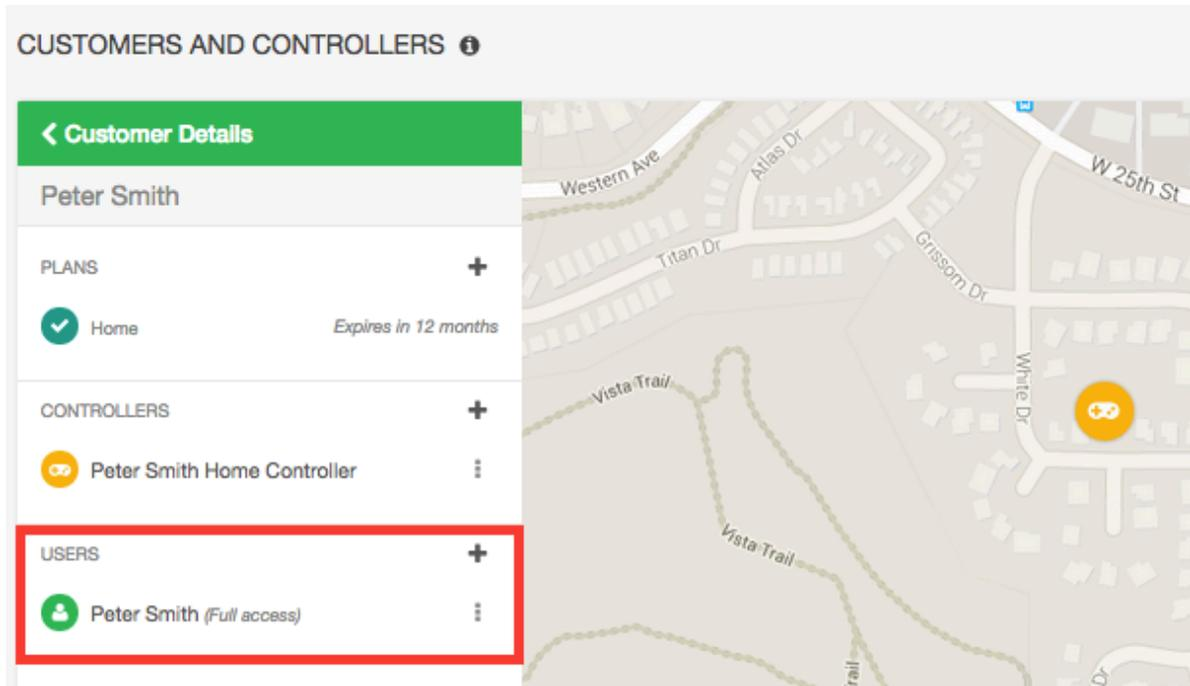 CUSTOMERS AND CONTROLLERS
Customer Details
Peter Smith
PLANS
Home
Expires in 12 months
CONTROLLERS
Peter Smith Home Controller
USERS
Peter Smith (Full access)
Western Ave
Atlas Dr
W 25th St
Titan Dr
Grissom Dr
White Dr
Vista Trail
Vista Trail
rail
Dr